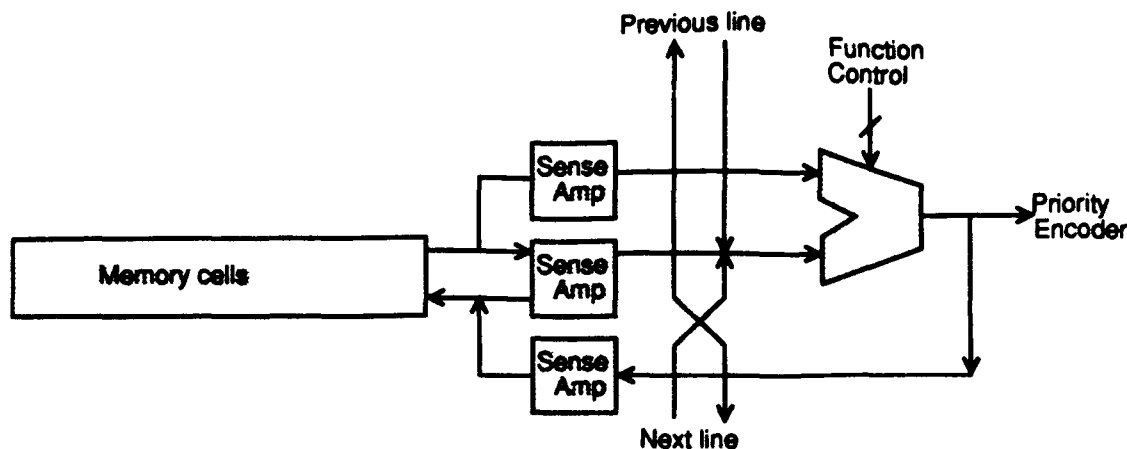 Previous line
Function
Control
Sense
Amp
Priority
Encoder
Memory cells
Sense
Amp
Sense
Amp
Next line